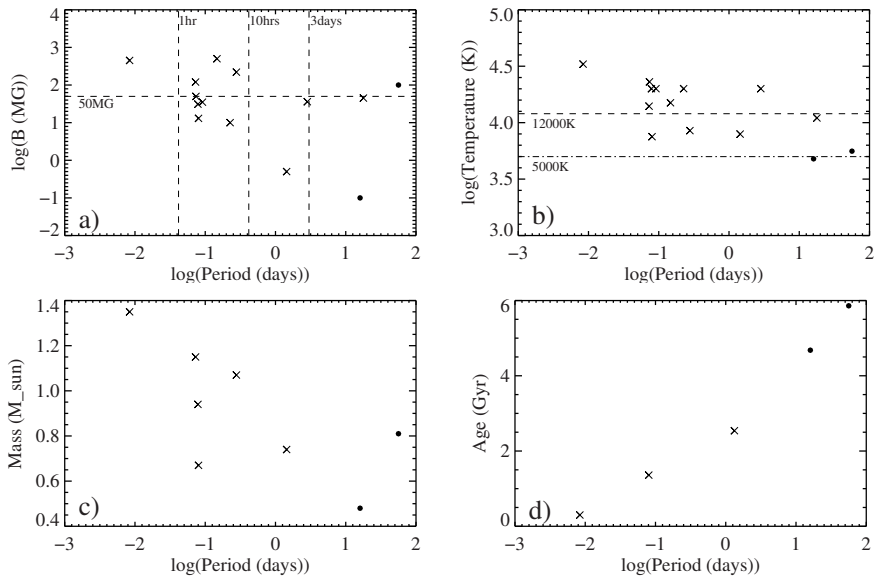 1hr 10hrs 3days
4
3
2
1
0
−1
−2
log(B (MG))
50MG
a)
−3 −2 −1 0 1 2
log(Period (days))
5.0
4.5
4.0
3.5
3.0
log(Temperature (K))
12000K
5000K
b)
−3 −2 −1 0 1 2
log(Period (days))
1.4
1.2
1.0
0.8
0.6
0.4
Mass (M_sun)
c)
−3 −2 −1 0 1 2
log(Period (days))
6
4
2
0
Age (Gyr)
d)
−3 −2 −1 0 1 2
log(Period (days))